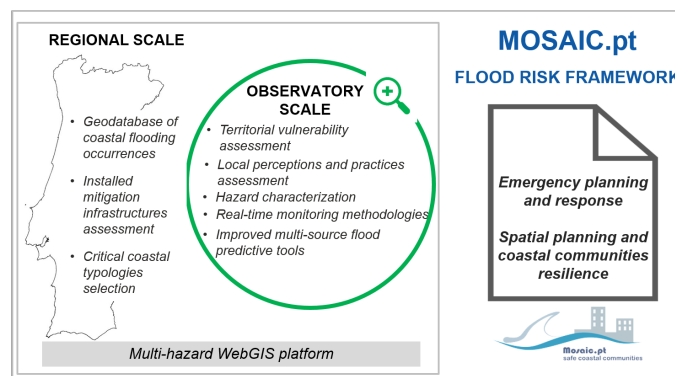 REGIONAL SCALE
• Geodatabase of
coastal flooding
occurrences
• Installed
mitigation
infrastructures
assessment
• Critical coastal
typologies
selection
OBSERVATORY
SCALE
• Territorial vulnerability
assessment
• Local perceptions and practices
assessment
• Hazard characterization
• Real-time monitoring methodologies
• Improved multi-source flood
predictive tools
Multi-hazard WebGIS platform
MOSAIC.pt
FLOOD RISK FRAMEWORK
Emergency planning
and response
Spatial planning and
coastal communities
resilience
Mosaic.pt
safe coastal communities